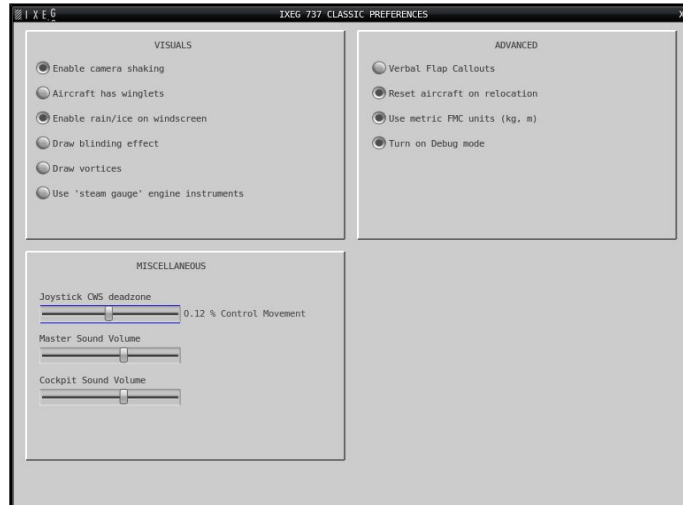 IXEG
IXEG 737 CLASSIC PREFERENCES
X
VISUALS
Enable camera shaking
Aircraft has winglets
Enable rain/ice on windscreen
Draw blinding effect
Draw vortices
Use 'steam gauge' engine instruments
ADVANCED
Verbal Flap Callouts
Reset aircraft on relocation
Use metric FMC units (kg, m)
Turn on Debug mode
MISCELLANEOUS
Joystick CWS deadzone
0.12 % Control Movement
Master Sound Volume
Cockpit Sound Volume